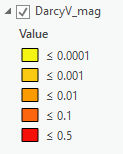 DarcyV_mag
Value
≤ 0.0001
≤ 0.001
≤ 0.01
≤ 0.1
≤ 0.5